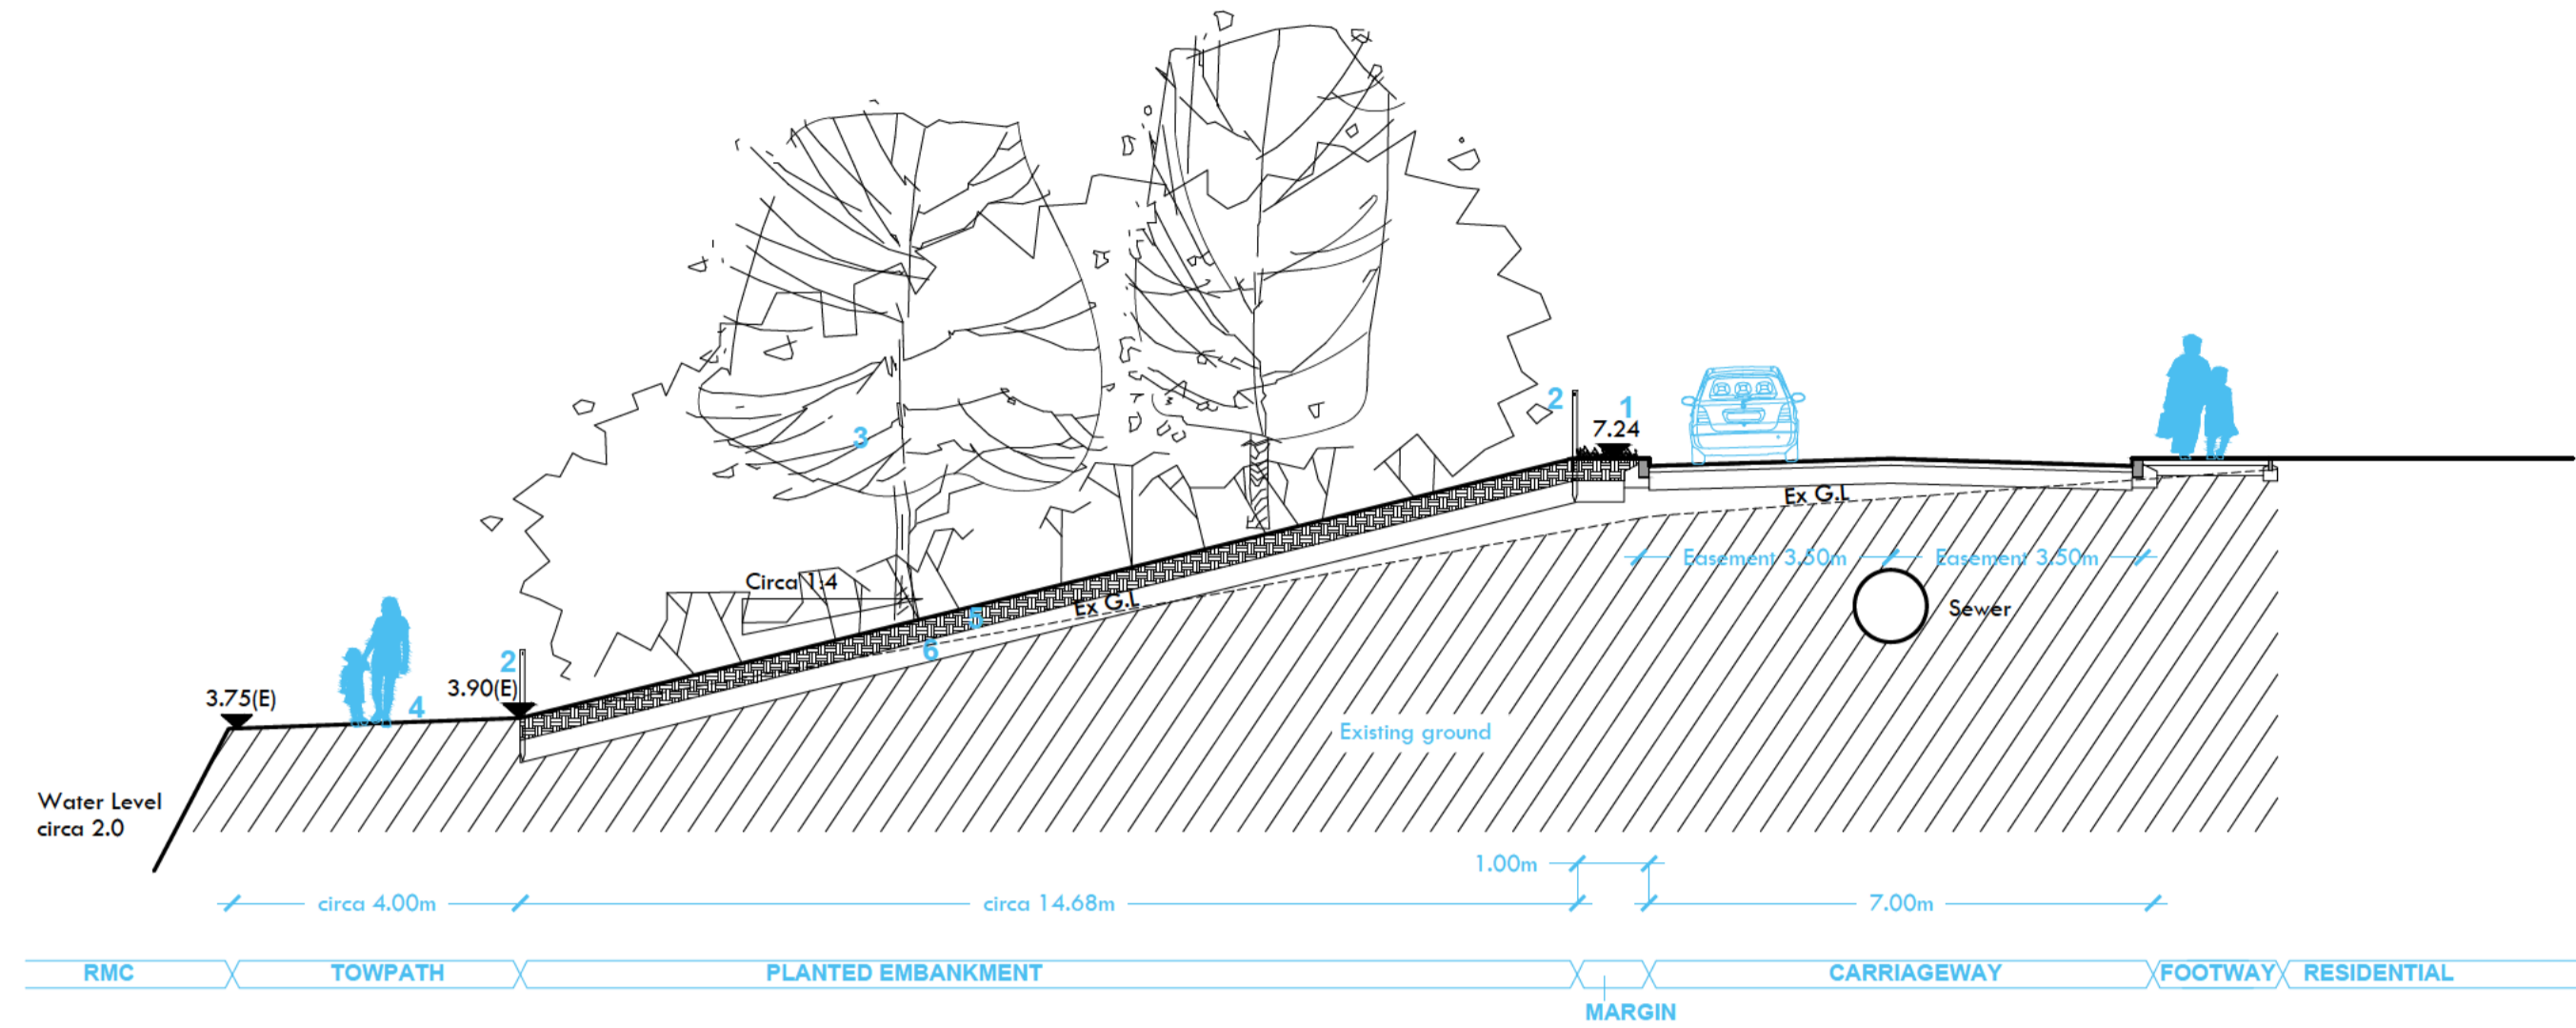 2
1
7.24
3
Ex G.L
Easement 3.50m
Easement 3.50m
Circa 1:4
Ex G.L
Sewer
5
6
2
3.90(E)
3.75(E)
4
Existing ground
Water Level
circa 2.0
1.00m
circa 4.00m
circa 14.68m
7.00m
RMC
TOWPATH
PLANTED EMBANKMENT
CARRIAGEWAY
FOOTWAY
RESIDENTIAL
MARGIN